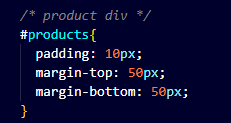 /* product div */
#products{
padding: 10px;
margin-top: 50px;
margin-bottom: 50px;
}